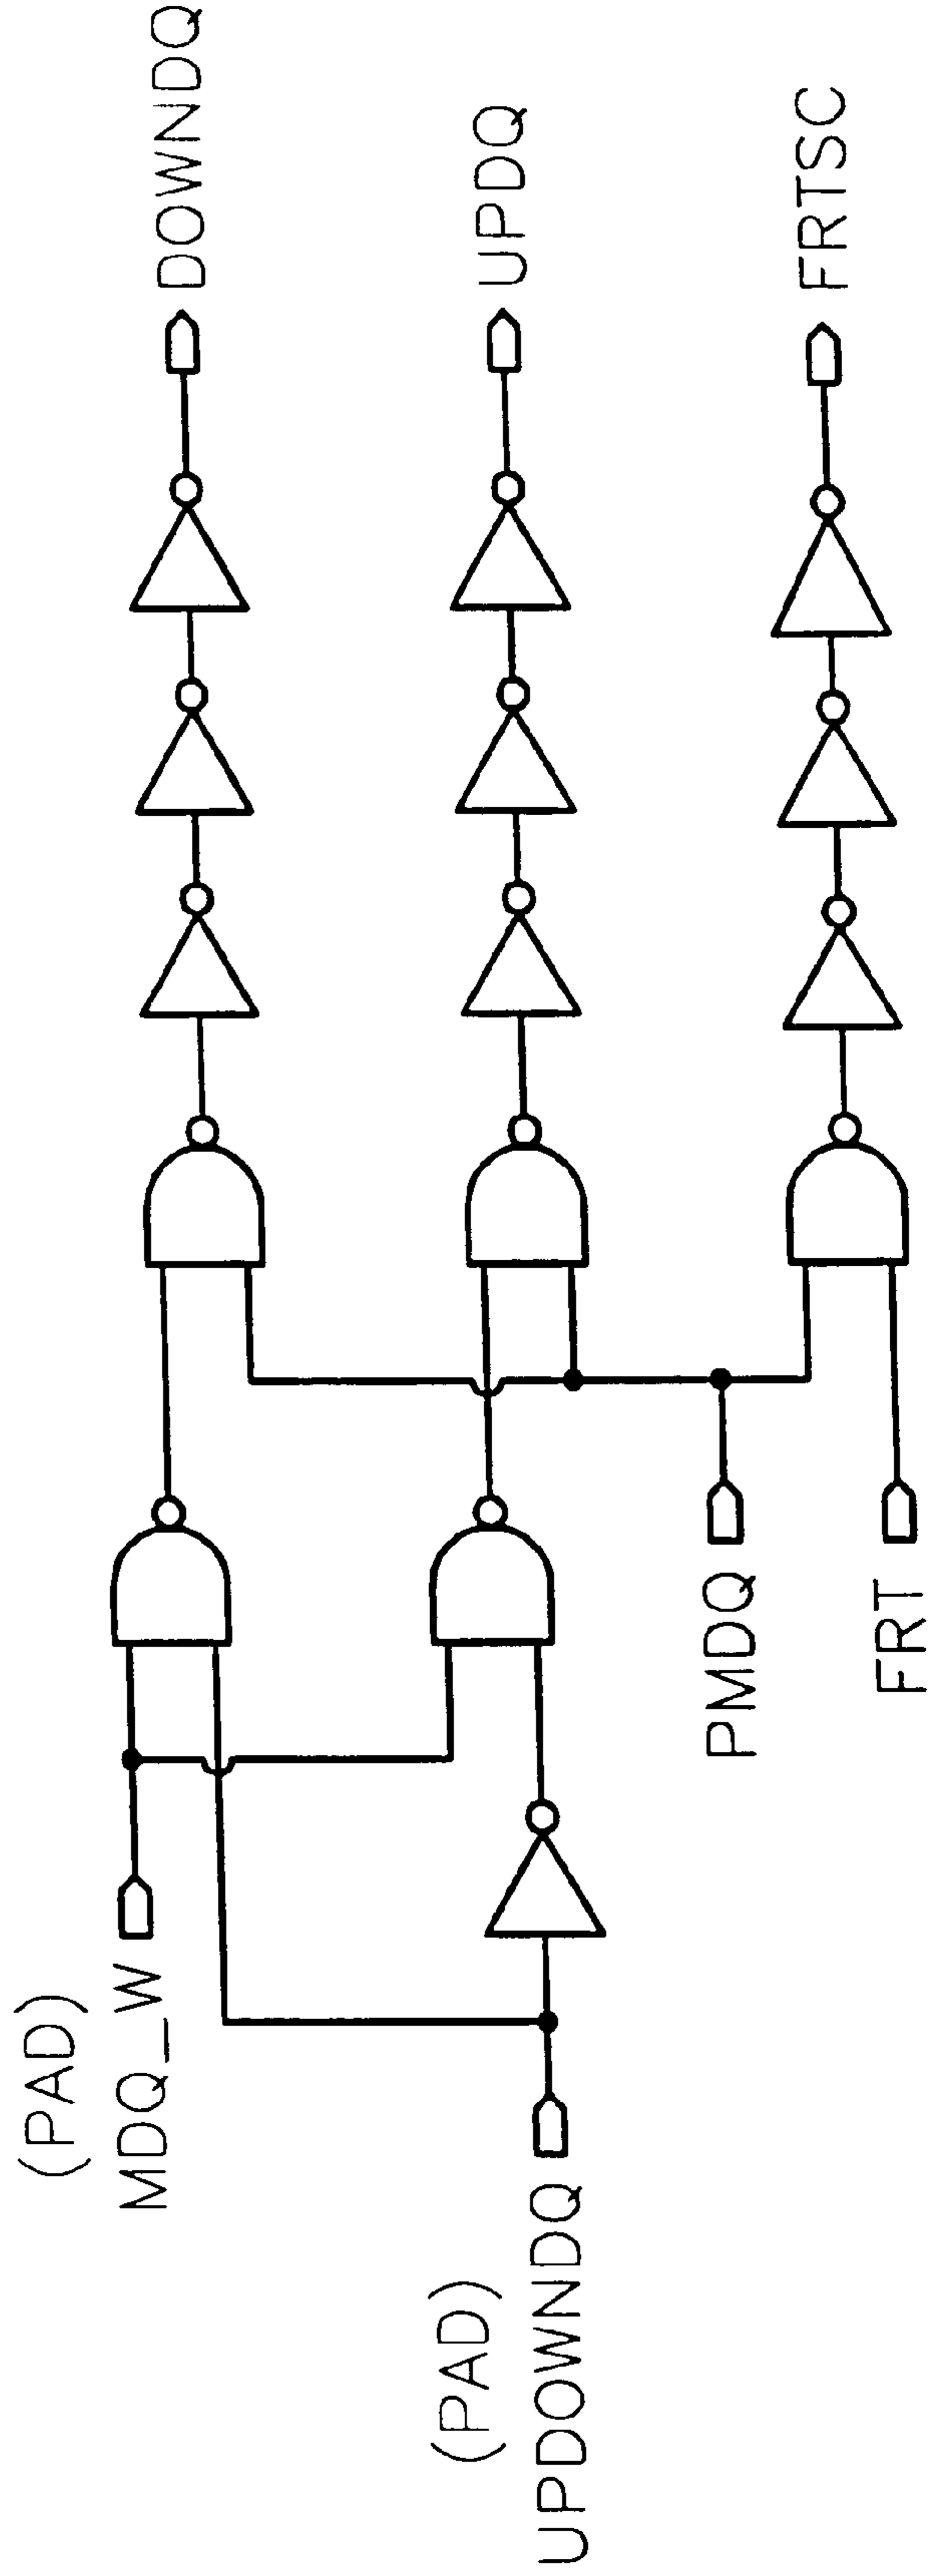 (PAD)
MDQ_W
(PAD)
UPDOWNDQ
PMDQ
FRT
DOWNDQ
UPDQ
FRTSC